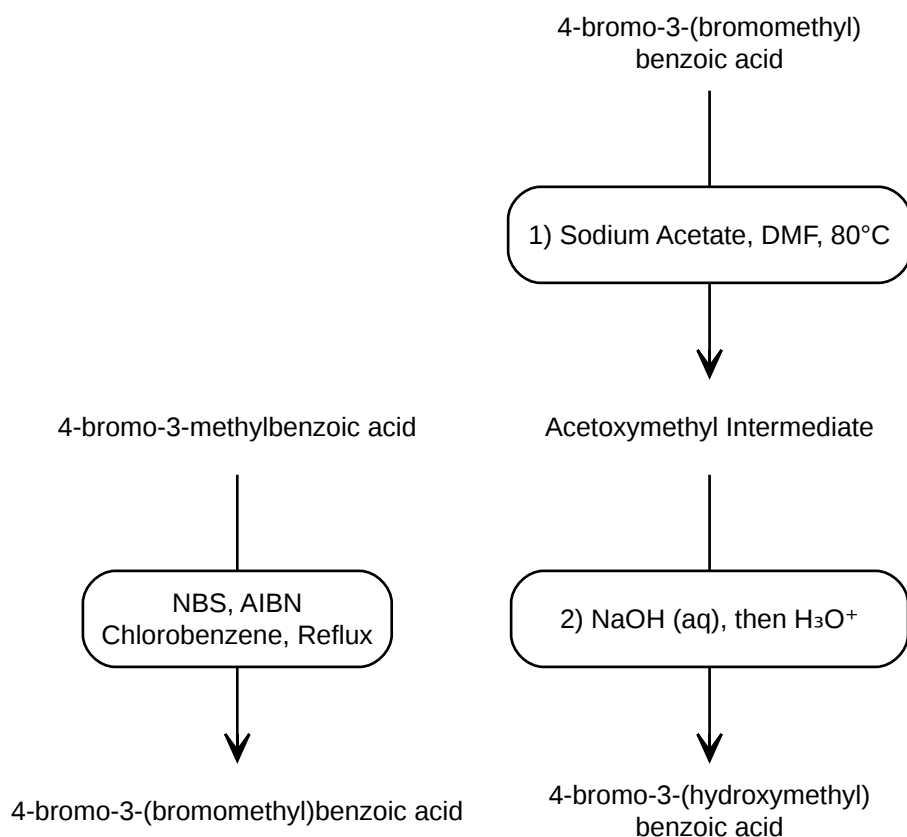 4-bromo-3-(bromomethyl)
benzoic acid
1) Sodium Acetate, DMF, 80°C
4-bromo-3-methylbenzoic acid
Acetoxymethyl Intermediate
NBS, AIBN
Chlorobenzene, Reflux
2) NaOH (aq), then H₃O⁺
4-bromo-3-(bromomethyl)benzoic acid
4-bromo-3-(hydroxymethyl)
benzoic acid